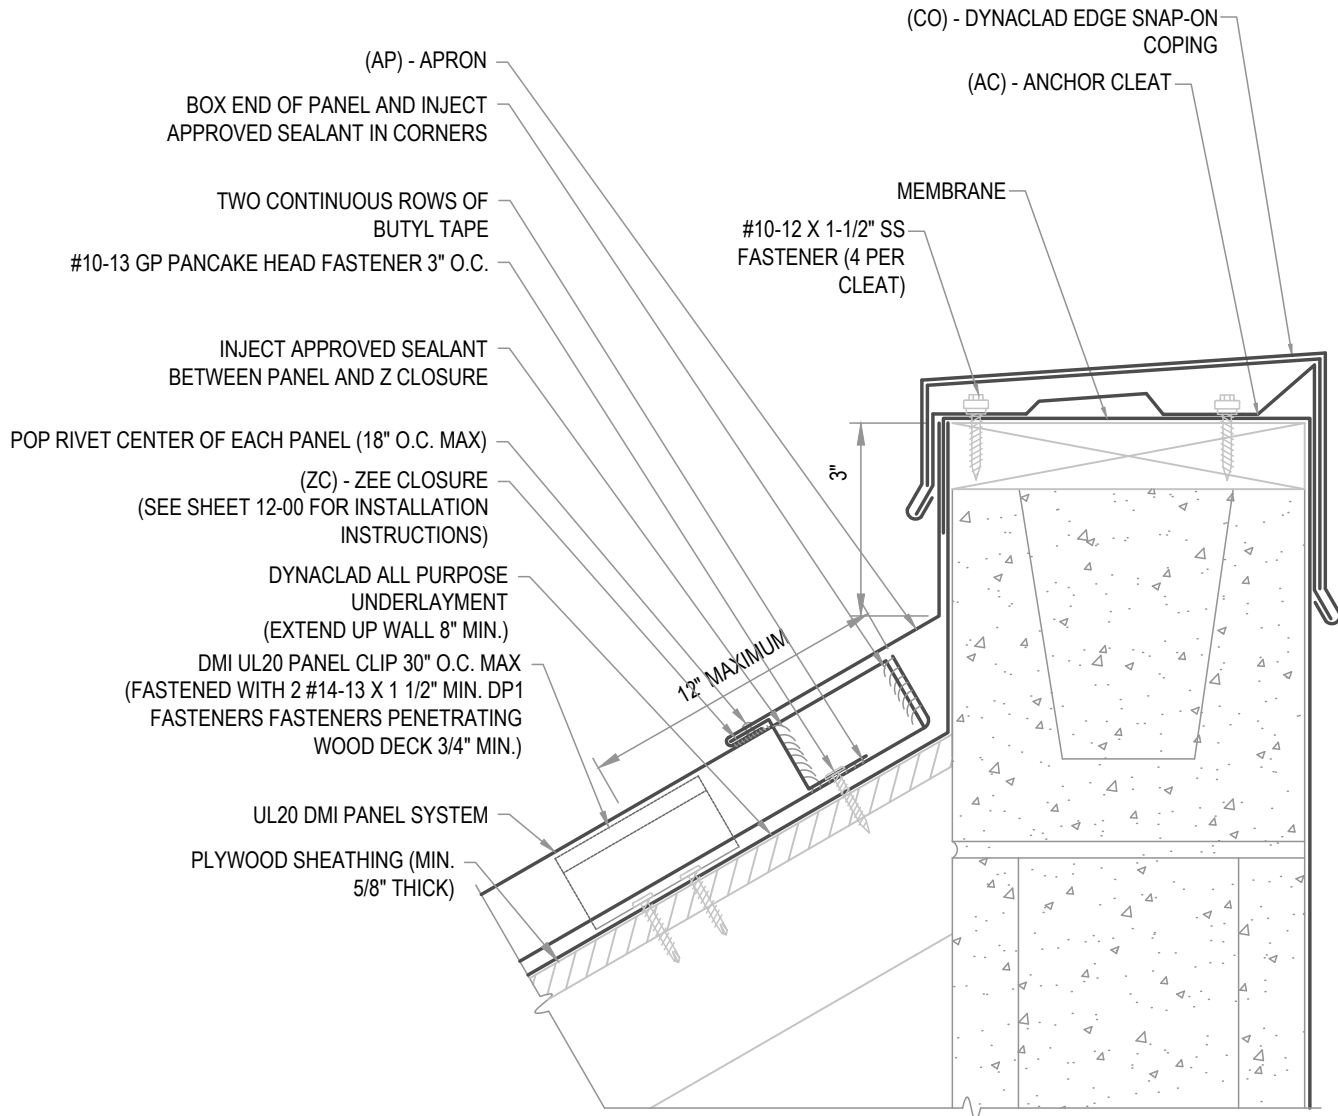 (CO) - DYNACLAD EDGE SNAP-ON
COPING
(AC) - ANCHOR CLEAT
MEMBRANE
#10-12 X 1-1/2" SS
FASTENER (4 PER
CLEAT)
(AP) - APRON
BOX END OF PANEL AND INJECT
APPROVED SEALANT IN CORNERS
TWO CONTINUOUS ROWS OF
BUTYL TAPE
#10-13 GP PANCAKE HEAD FASTENER 3" O.C.
INJECT APPROVED SEALANT
BETWEEN PANEL AND Z CLOSURE
POP RIVET CENTER OF EACH PANEL (18" O.C. MAX)
(ZC) - ZEE CLOSURE
(SEE SHEET 12-00 FOR INSTALLATION
INSTRUCTIONS)
DYNACLAD ALL PURPOSE
UNDERLAYMENT
(EXTEND UP WALL 8" MIN.)
DMI UL20 PANEL CLIP 30" O.C. MAX
(FASTENED WITH 2 #14-13 X 1 1/2" MIN. DP1
FASTENERS FASTENERS PENETRATING
WOOD DECK 3/4" MIN.)
UL20 DMI PANEL SYSTEM
PLYWOOD SHEATHING (MIN.
5/8" THICK)
3"
12" MAXIMUM